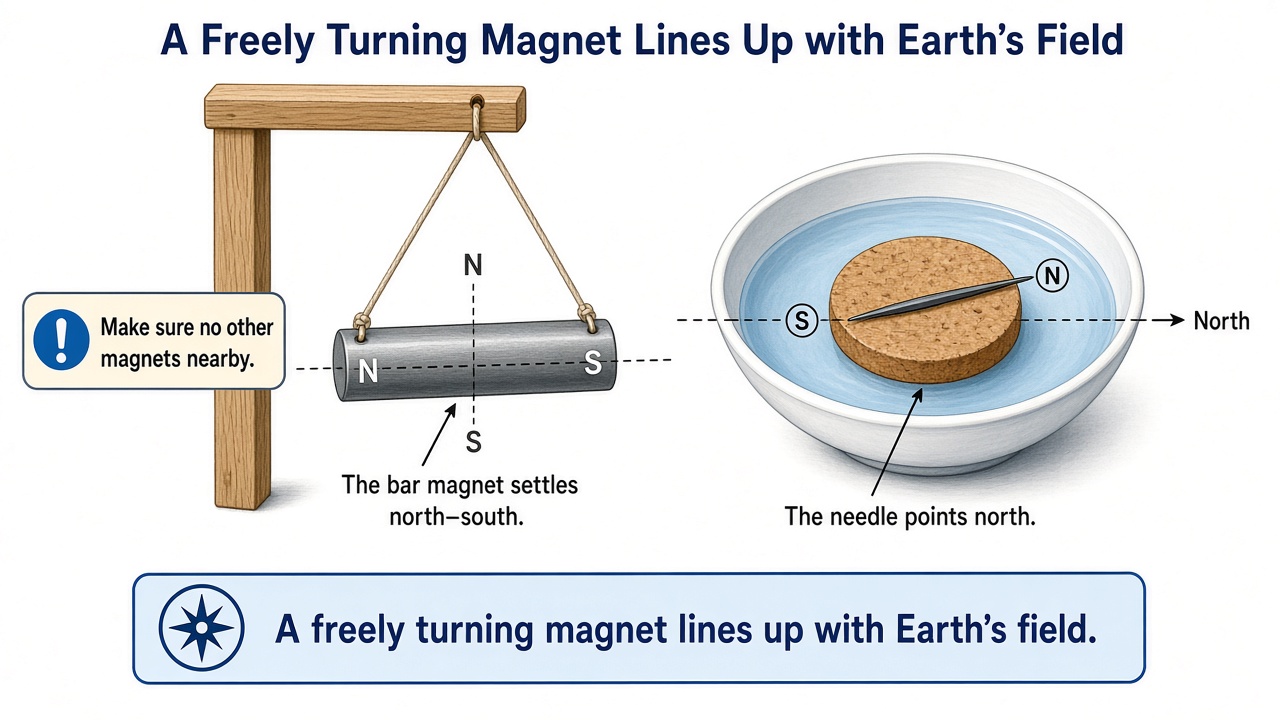 A Freely Turning Magnet Lines Up with Earth’s Field
Make sure no other
magnets nearby.
N
N
S
S
The bar magnet settles
north–south.
S
N
North
The needle points north.
A freely turning magnet lines up with Earth’s field.